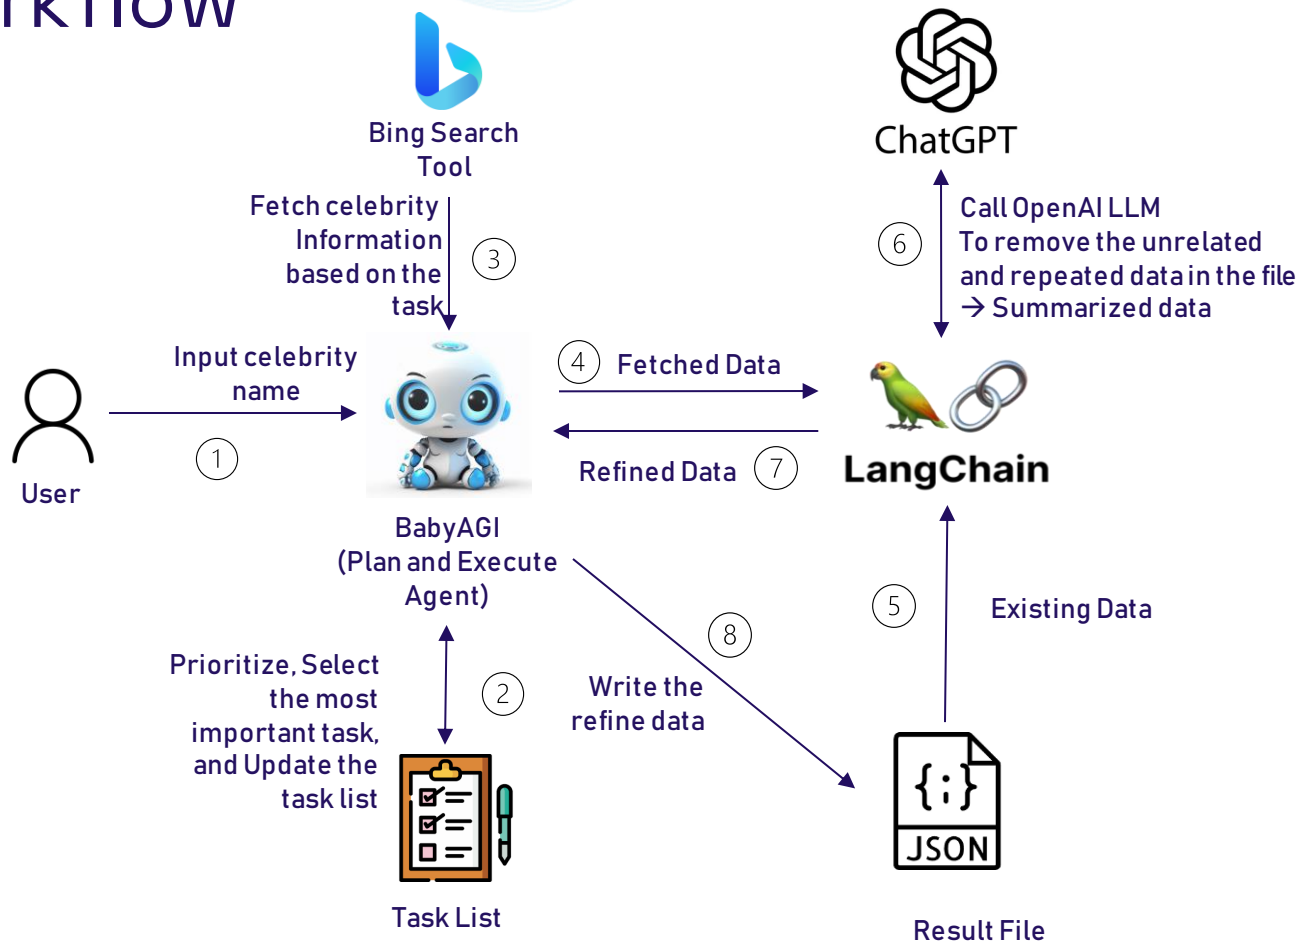 rkflow
Bing Search
Tool
ChatGPT
Fetch celebrity
Information
based on the
task
3
6
Call OpenAI LLM
To remove the unrelated
and repeated data in the file
→ Summarized data
Input celebrity
name
1
User
4
Fetched Data
Refined Data
7
LangChain
BabyAGI
(Plan and Execute
Agent)
5
Existing Data
8
Prioritize, Select
the most
important task,
and Update the
task list
2
Write the
refine data
{;}
JSON
Task List
Result File